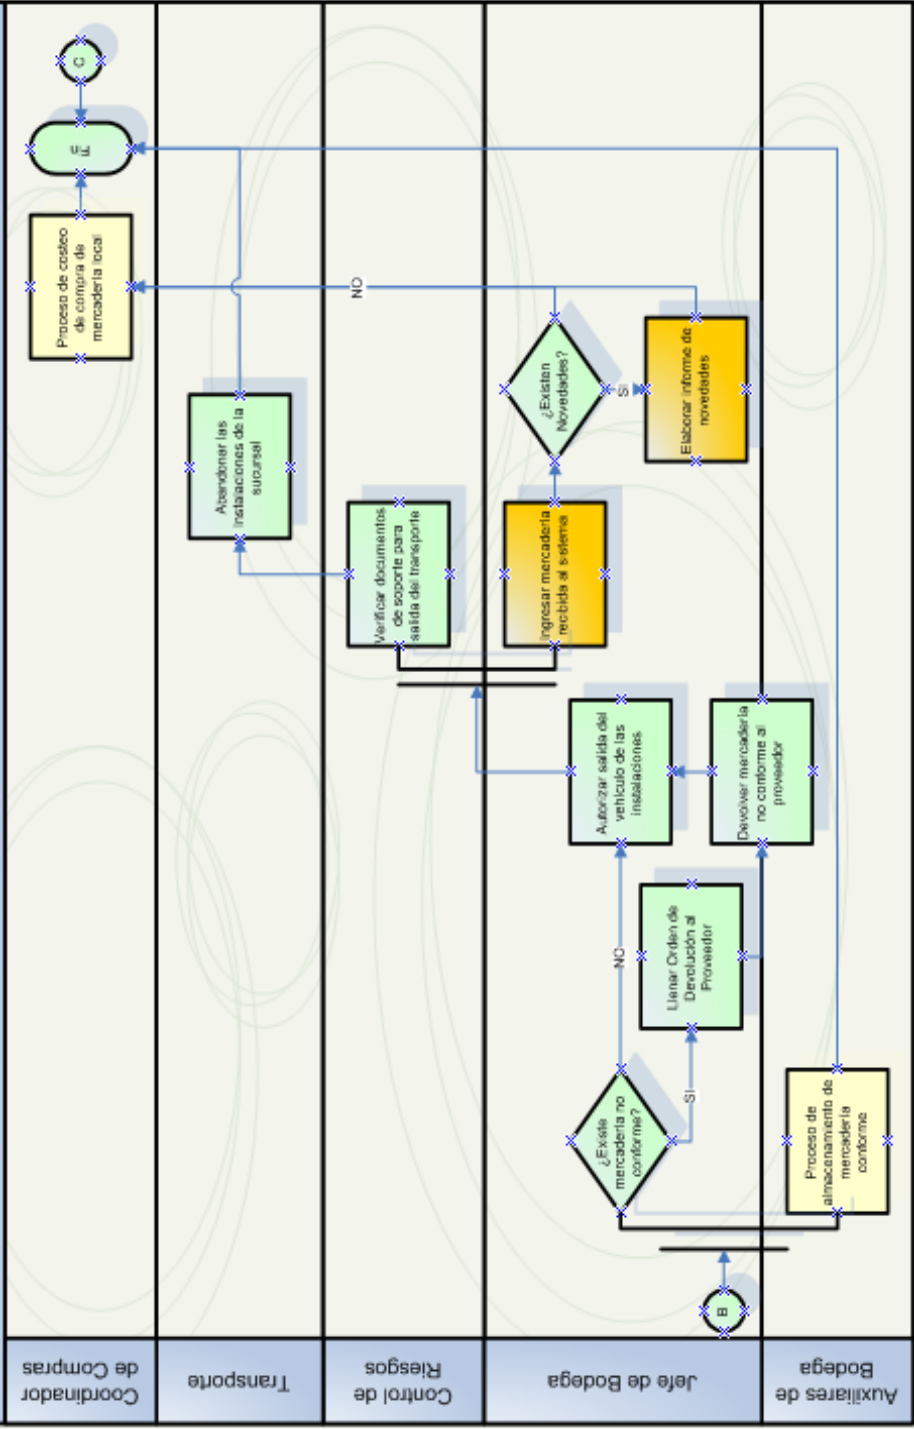 Coordinador
de Compras
Transporte
Control de
Riesgos
Jefe de Bodega
Auxiliares de
Bodega
B
¿Existe
mercadería no
conforme?
SI
NO
Proceso de
almacenamiento de
mercadería
conforme
Llenar Orden de
Devolución al
Proveedor
Devolver mercadería
no conforme al
proveedor
Autorizar salida del
vehículo de las
instalaciones
Verificar documentos
de soporte para
salida del transporte
Ingresar mercadería
recibida al sistema
Abandonar las
instalaciones de la
sucursal
¿Existen
Novedades?
SI
NO
Elaborar informe de
novedades
Proceso de costeo
de compra de
mercadería local
C